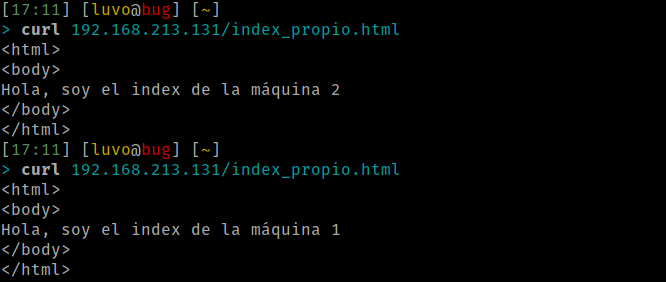 [17:11] [luvo@bug] [~]
> curl 192.168.213.131/index_propio.html
<html>
<body>
Hola, soy el index de la máquina 2
</body>
</html>
[17:11] [luvo@bug] [~]
> curl 192.168.213.131/index_propio.html
<html>
<body>
Hola, soy el index de la máquina 1
</body>
</html>